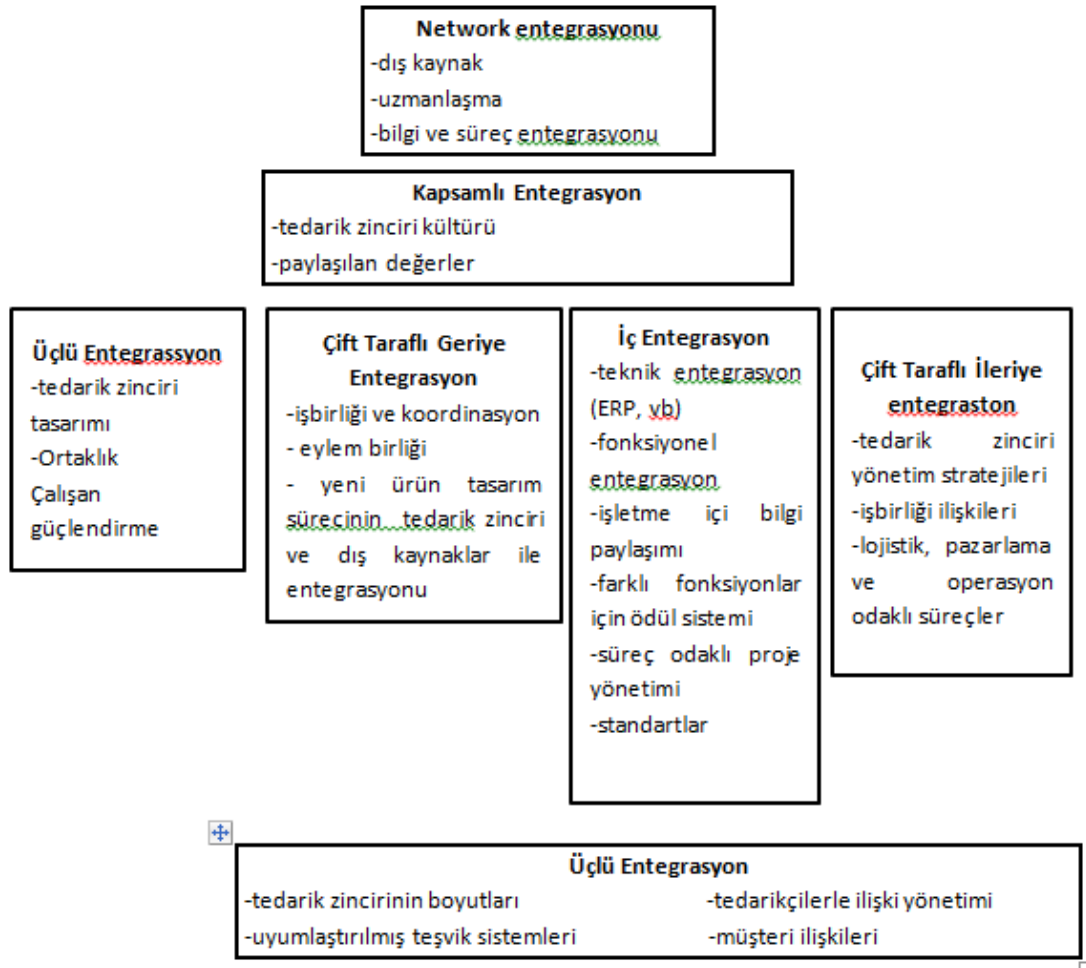 Network entegrasyonu
-dış kaynak
-uzmanlaşma
-bilgi ve süreç entegrasyonu
Kapsamlı Entegrasyon
-tedarik zinciri kültürü
-paylaşılan değerler
Üçlü Entegrassyon
-tedarik zinciri
tasarımı
-Ortaklık
Çalışan
güçlendirme
Çift Taraflı Geriye
Entegrasyon
-işbirliği ve koordinasyon
- eylem birliği
- yeni ürün tasarım
sürecinin tedarik zinciri
ve dış kaynaklar ile
entegrasyonu
İç Entegrasyon
-teknik entegrasyon
(ERP, vb)
-fonksiyonel
entegrasyon
-işletme içi bilgi
paylaşımı
-farklı fonksiyonlar
için ödül sistemi
-süreç odaklı proje
yönetimi
-standartlar
Çift Taraflı İleriye
entegraston
-tedarik zinciri
yönetim stratejileri
-işbirliği ilişkileri
-lojistik, pazarlama
ve operasyon
odaklı süreçler
Üçlü Entegrasyon
-tedarik zincirinin boyutları -tedarikçilerle ilişki yönetimi
-uyumlaştırılmış teşvik sistemleri -müşteri ilişkileri